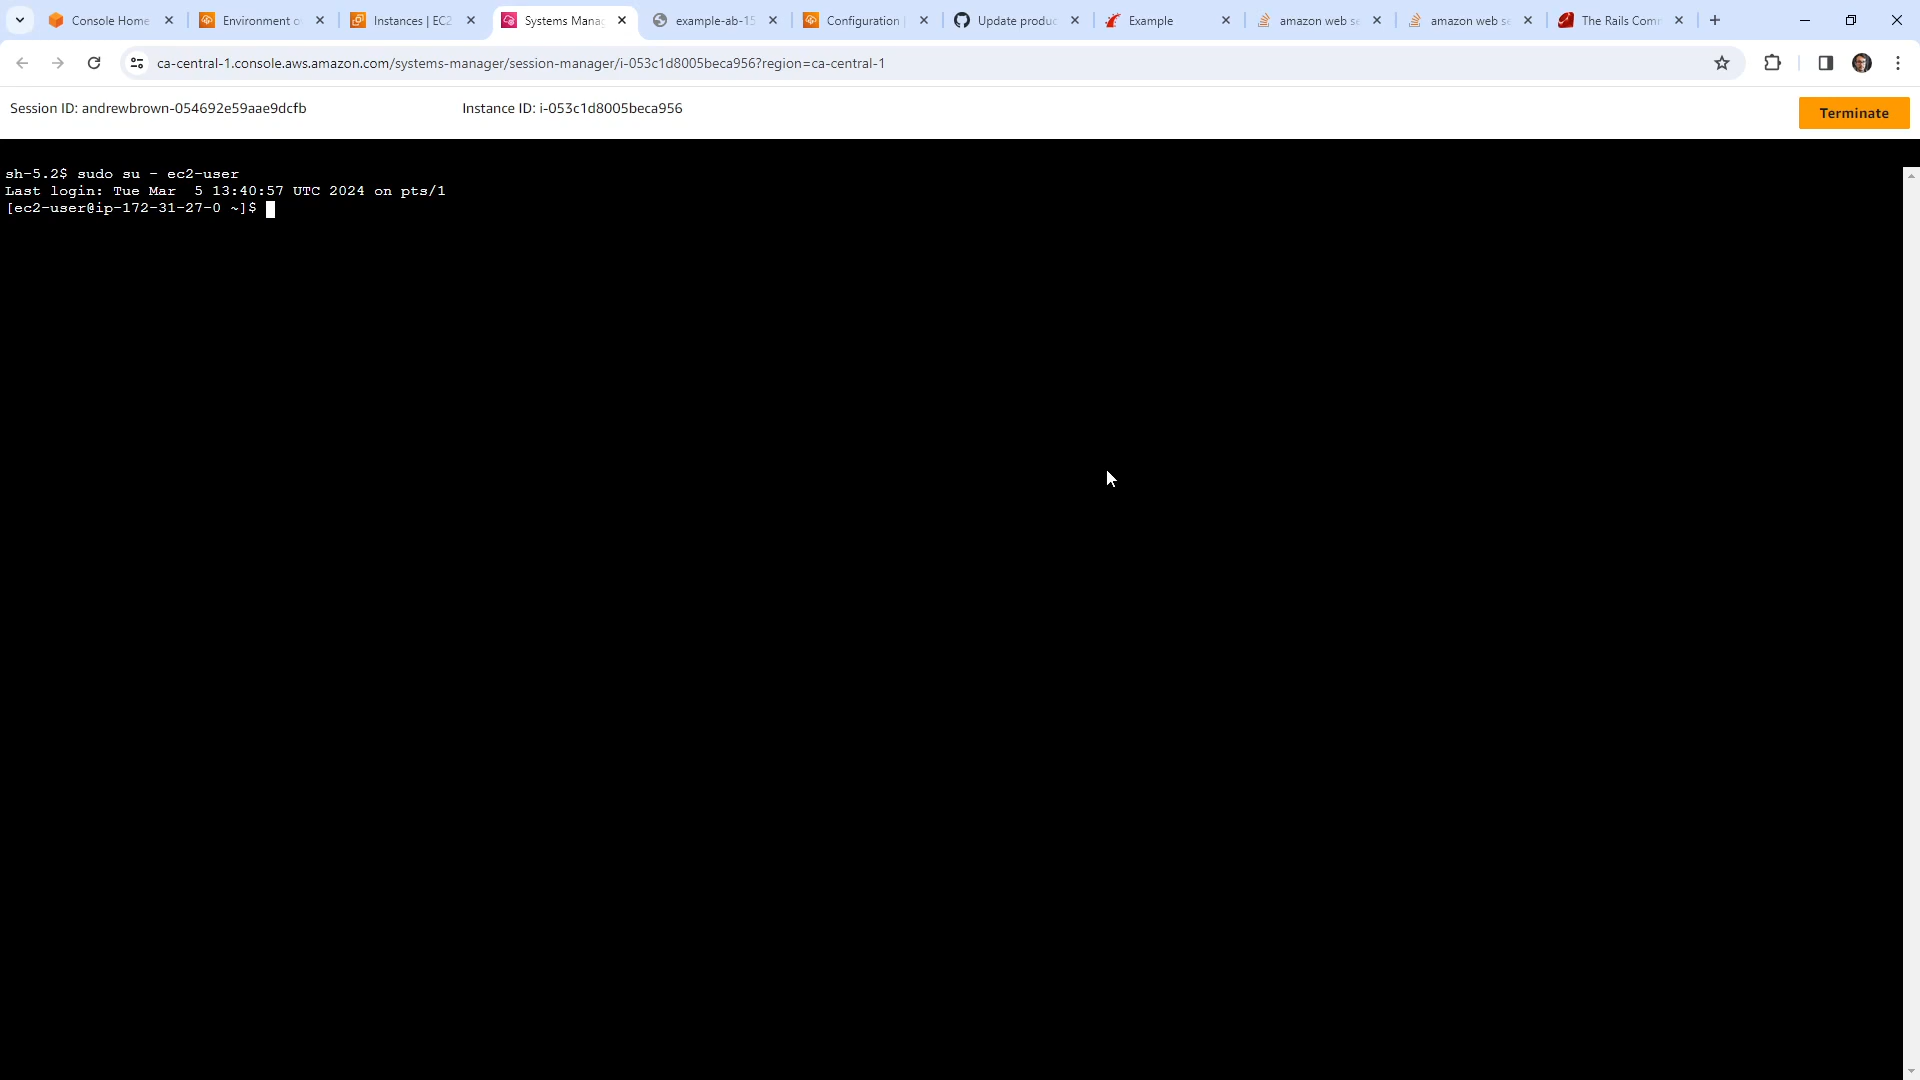 Console Home
Environment o
Instances | EC2
Systems Mana
example-ab-15
Configuration |
Update produc
Example
amazon web se
amazon web se
The Rails Com
ca-central-1.console.aws.amazon.com/systems-manager/session-manager/i-053c1d8005beca956?region=ca-central-1
Session ID: andrewbrown-054692e59aae9dcfb
Instance ID: i-053c1d8005beca956
Terminate
sh-5.2$ sudo su - ec2-user
Last login: Tue Mar  5 13:40:57 UTC 2024 on pts/1
[ec2-user@ip-172-31-27-0 ~]$